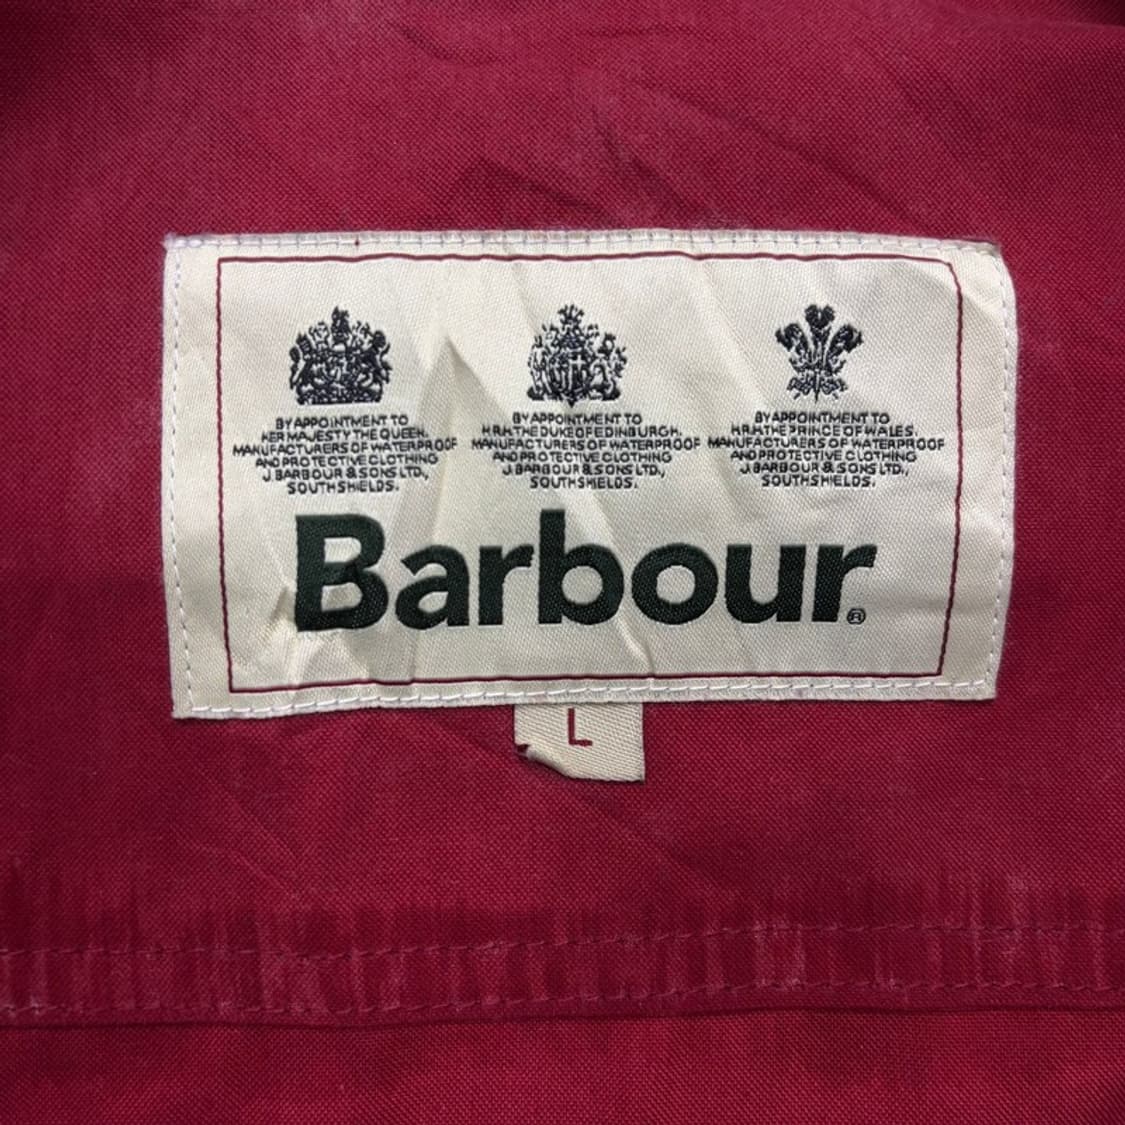 BY APPOINTMENT TO
HER MAJESTY THE QUEEN.
MANUFACTURERS OF WATERPROOF
AND PROTECTIVE CLOTHING
J. BARBOUR & SONS LTD.,
SOUTH SHIELDS.
BY APPOINTMENT TO
H.R.H. THE DUKE OF EDINBURGH.
MANUFACTURERS OF WATERPROOF
AND PROTECTIVE CLOTHING
J. BARBOUR & SONS LTD.,
SOUTH SHIELDS.
BY APPOINTMENT TO
H.R.H. THE PRINCE OF WALES.
MANUFACTURERS OF WATERPROOF
AND PROTECTIVE CLOTHING
J. BARBOUR & SONS LTD.,
SOUTH SHIELDS.
Barbour®
L